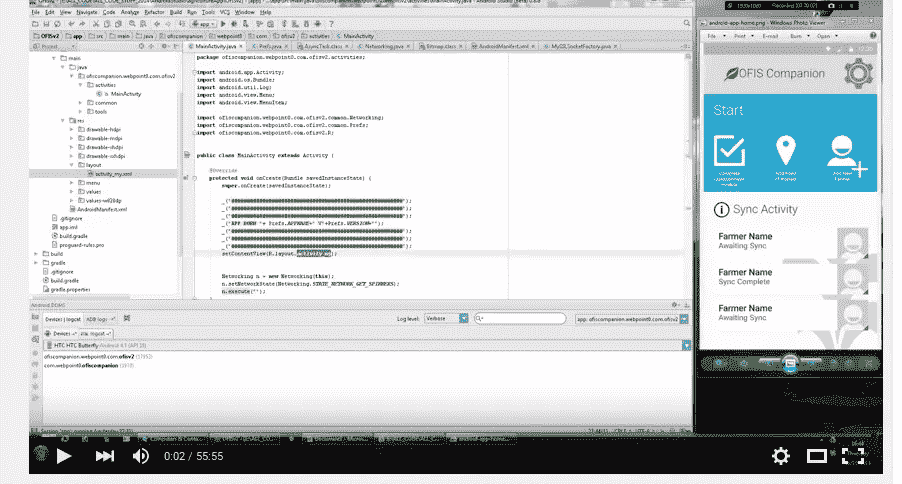 File Edit View Navigate Code Analyze Refactor Build Run Tools VCS Window Help
OFISv2 app src main java com ofisv2 activities MainActivity
MainActivity.java Prefs.java AsyncTask.class Networking.java Bitmap.class AndroidManifest.xml MySSLSocketFactory.java
main
java
ofiscompanion.webpoint0.com.ofisv2
activities
MainActivity
common
tools
res
drawable-hdpi
drawable-mdpi
drawable-xhdpi
drawable-xxhdpi
layout
activity_my.xml
menu
values
values-w820dp
AndroidManifest.xml
.gitignore
app.iml
build.gradle
proguard-rules.pro
build
gradle
.gitignore
build.gradle
gradle.properties
package ofiscompanion.webpoint0.com.ofisv2.activities;
import android.app.Activity;
import android.os.Bundle;
import android.util.Log;
import android.view.Menu;
import android.view.MenuItem;
import ofiscompanion.webpoint0.com.ofisv2.common.Networking;
import ofiscompanion.webpoint0.com.ofisv2.common.Prefs;
import ofiscompanion.webpoint0.com.ofisv2.R;
public class MainActivity extends Activity {
@Override
protected void onCreate(Bundle savedInstanceState) {
super.onCreate(savedInstanceState);
setContentView(R.layout.
Networking n = new Networking(this);
n.setNetworkState(Networking.STATE_NETWORK_GET_SPINNERS);
n.execute("");
Android DDMS
Devices | logcat ADB logs
Log level: Verbose
app: ofiscompanion.webpoint0.com.ofisv2
Devices logcat
HTC HTC Butterfly Android 4.1 (API 16)
ofiscompanion.webpoint0.com.ofisv2
com.webpoint0.ofiscompanion
android-app-home.png - Windows Photo Viewer
File Print E-mail Burn Open
OFIS Companion
Start
Sync Activity
Farmer Name
Awaiting Sync
Farmer Name
Sync Complete
Farmer Name
Awaiting Sync
0:02 / 55:55